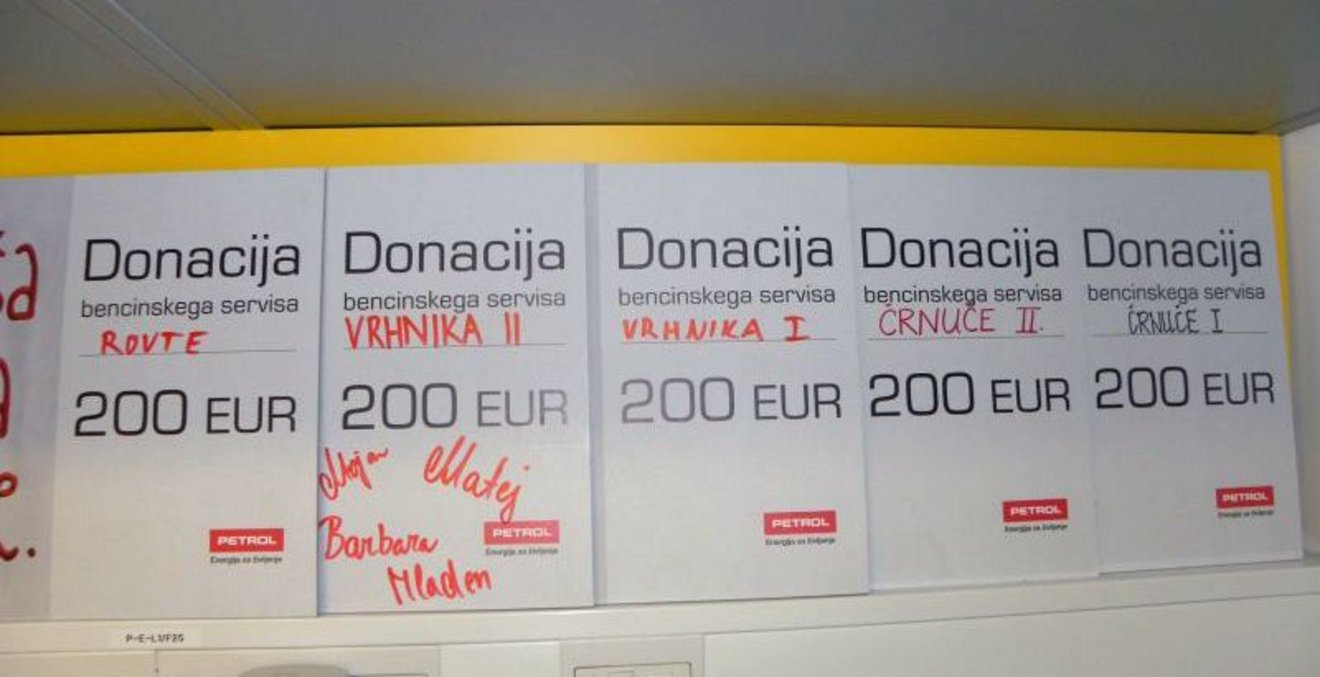 Donacija
bencinskega servisa
ROVTE
200 EUR
PETROL
Energija za življenje
Donacija
bencinskega servisa
VRHNIKA II
200 EUR
Matej
Barbara
Mladen
PETROL
Energija za življenje
Donacija
bencinskega servisa
VRHNIKA I
200 EUR
PETROL
Energija za življenje
Donacija
bencinskega servisa
ČRNUČE II.
200 EUR
PETROL
Energija za življenje
Donacija
bencinskega servisa
ČRNUČE I
200 EUR
PETROL
Energija za življenje
P-E-L1/F25